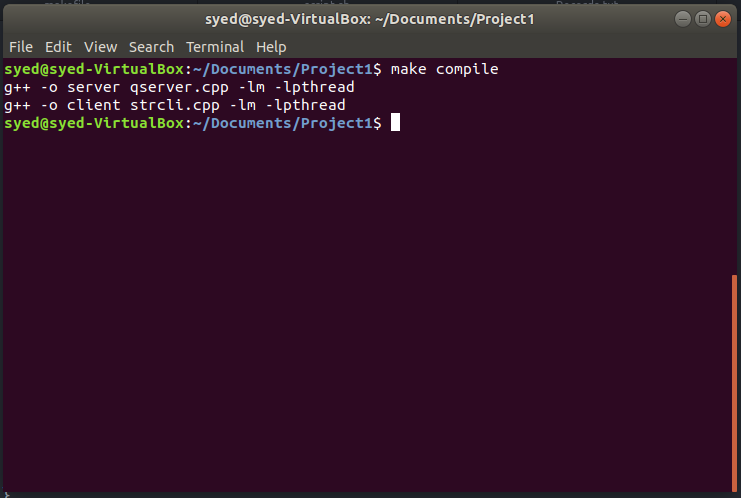 syed@syed-VirtualBox: ~/Documents/Project1
File Edit View Search Terminal Help
syed@syed-VirtualBox:~/Documents/Project1$ make compile
g++ -o server qserver.cpp -lm -lpthread
g++ -o client strcli.cpp -lm -lpthread
syed@syed-VirtualBox:~/Documents/Project1$